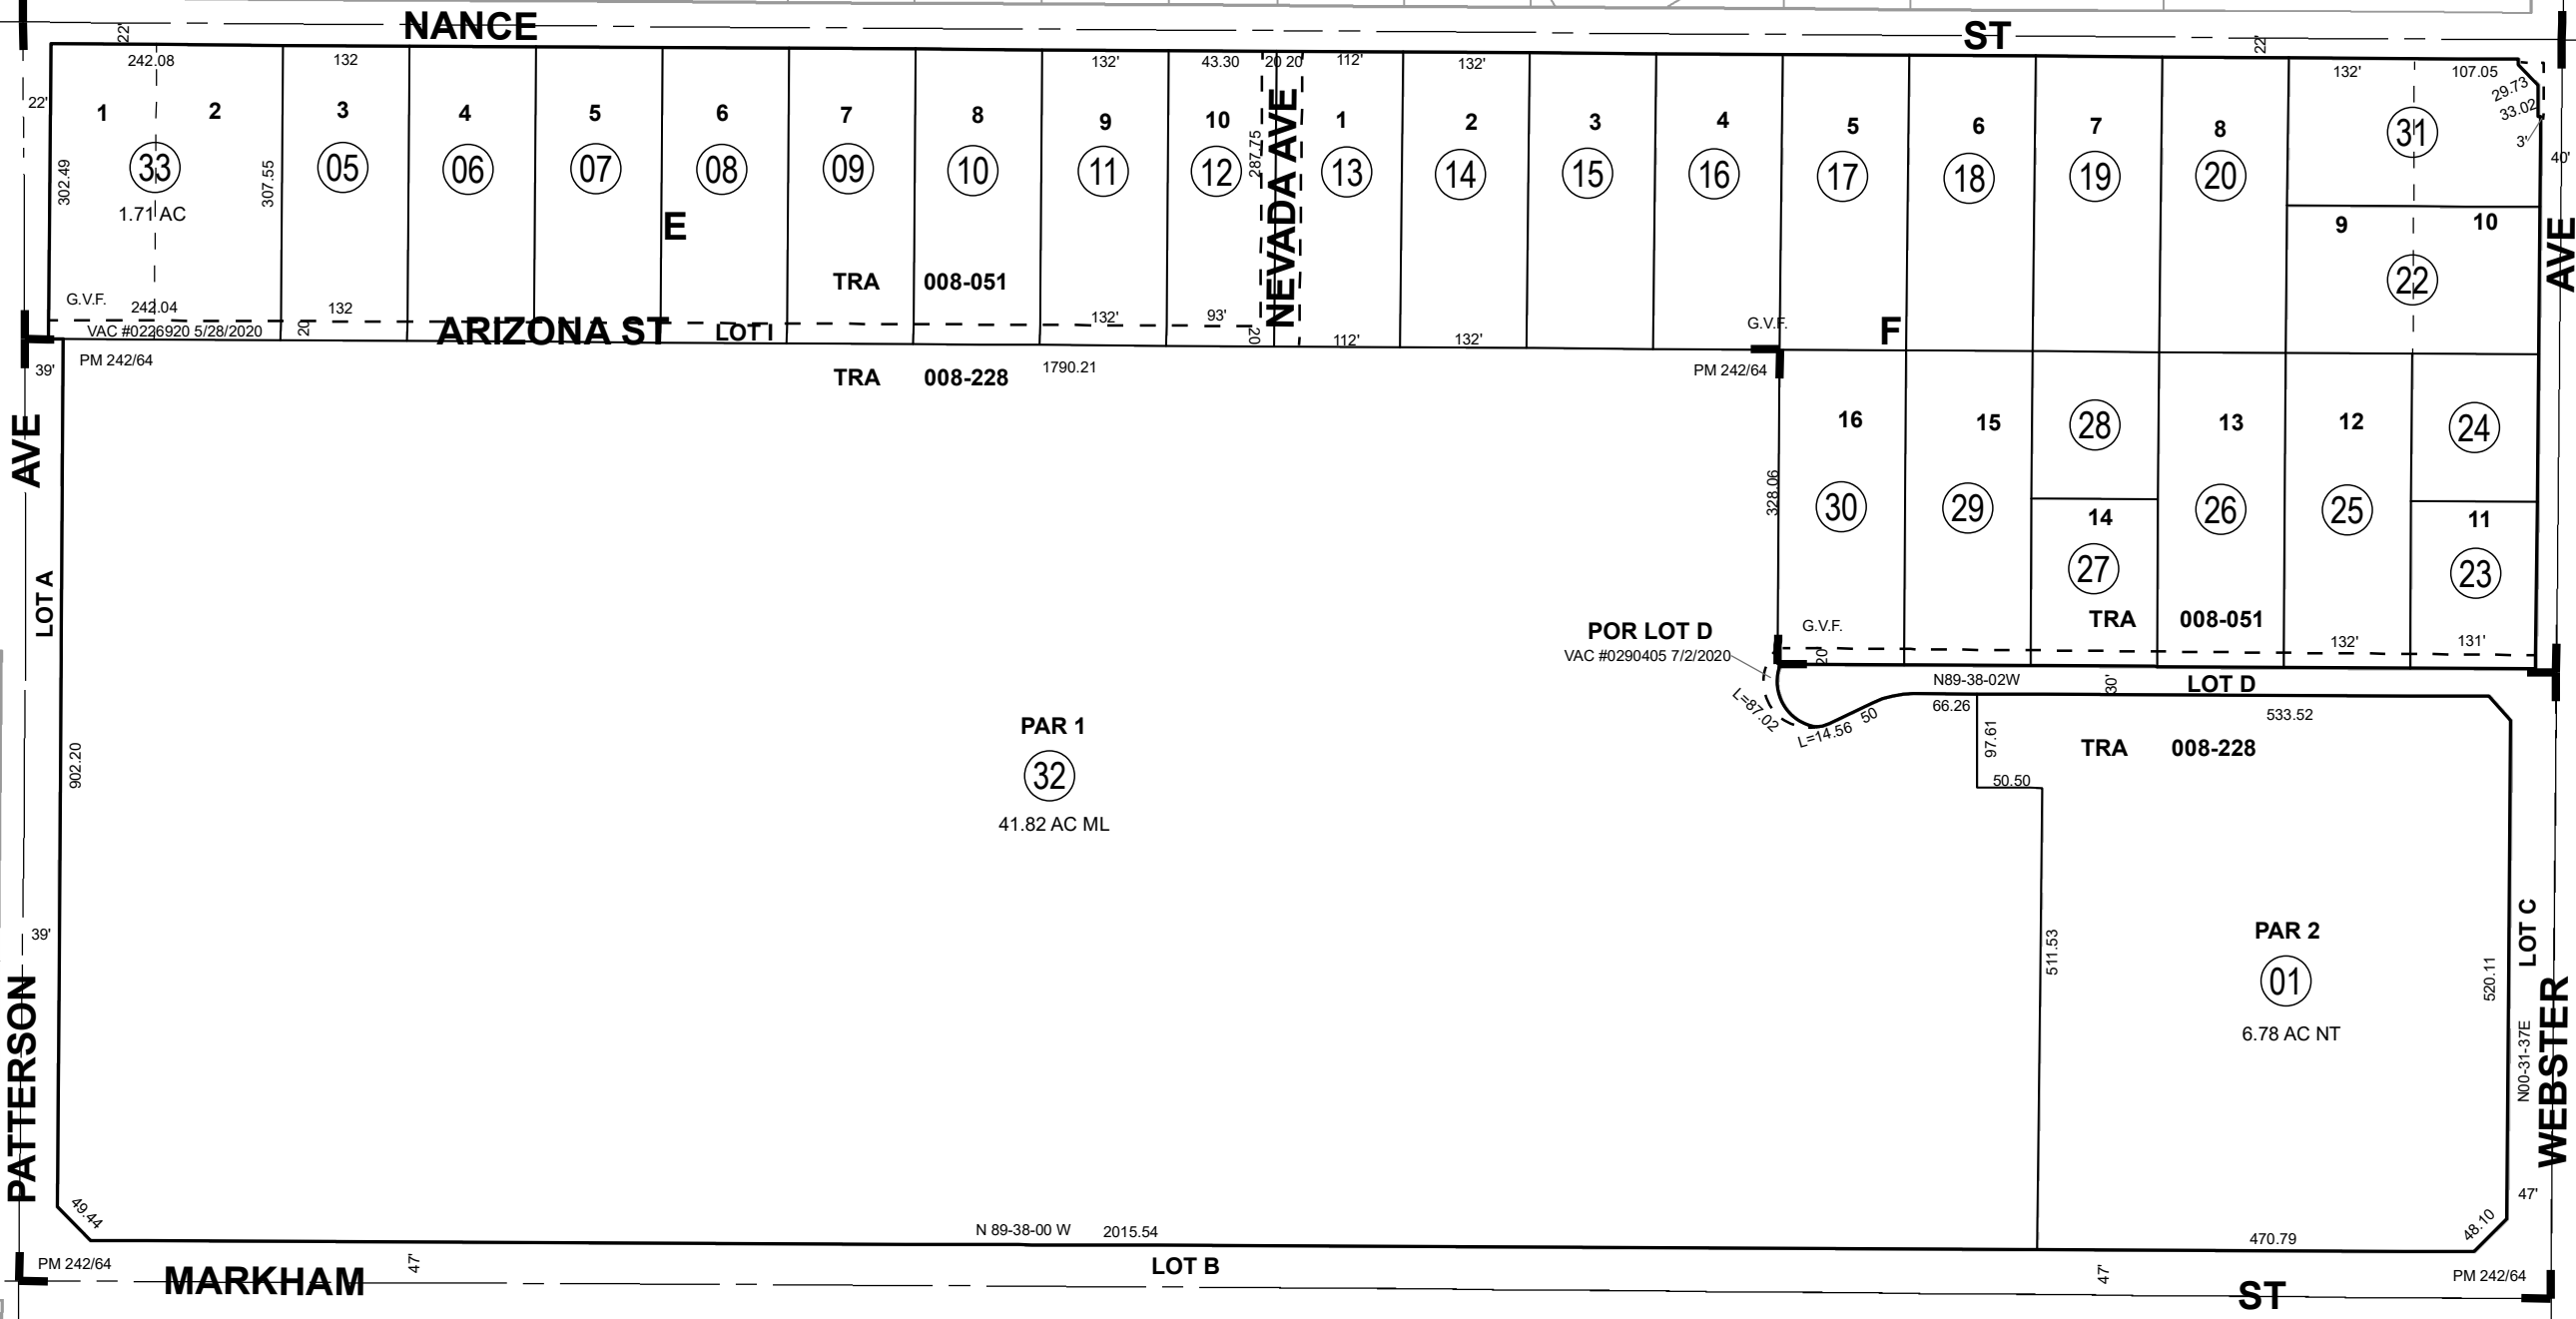 NANCE ST
22'
22'
242.08
132
132'
43.30
20 20
112'
132'
132'
107.05
29.73
33.02
3'
40'
22'
1
2
3
4
5
6
7
8
9
10
1
2
3
4
5
6
7
8
33
05
06
07
08
09
10
11
12
13
14
15
16
17
18
19
20
31
302.49
307.55
287.75
NEVADA AVE
1.71 AC
E
9
10
22
AVE
TRA 008-051
G.V.F.
242.04
132
132'
93'
VAC #0226920 5/28/2020
20
ARIZONA ST
LOT I
20'
112'
132'
G.V.F.
F
PM 242/64
39'
TRA 008-228
1790.21
PM 242/64
AVE
16
15
28
13
12
24
328.06
30
29
14
26
25
11
27
23
LOT A
TRA 008-051
POR LOT D
VAC #0290405 7/2/2020
G.V.F.
20'
132'
131'
N89-38-02W
30'
LOT D
L=87.02
L=14.56
50
66.26
533.52
97.61
TRA 008-228
50.50
PAR 1
32
41.82 AC ML
902.20
39'
PAR 2
01
6.78 AC NT
511.53
520.11
LOT C
N00-31-37E
PATTERSON
WEBSTER
47'
49.44
N 89-38-00 W 2015.54
470.79
48.10
PM 242/64
47'
LOT B
47'
PM 242/64
MARKHAM ST